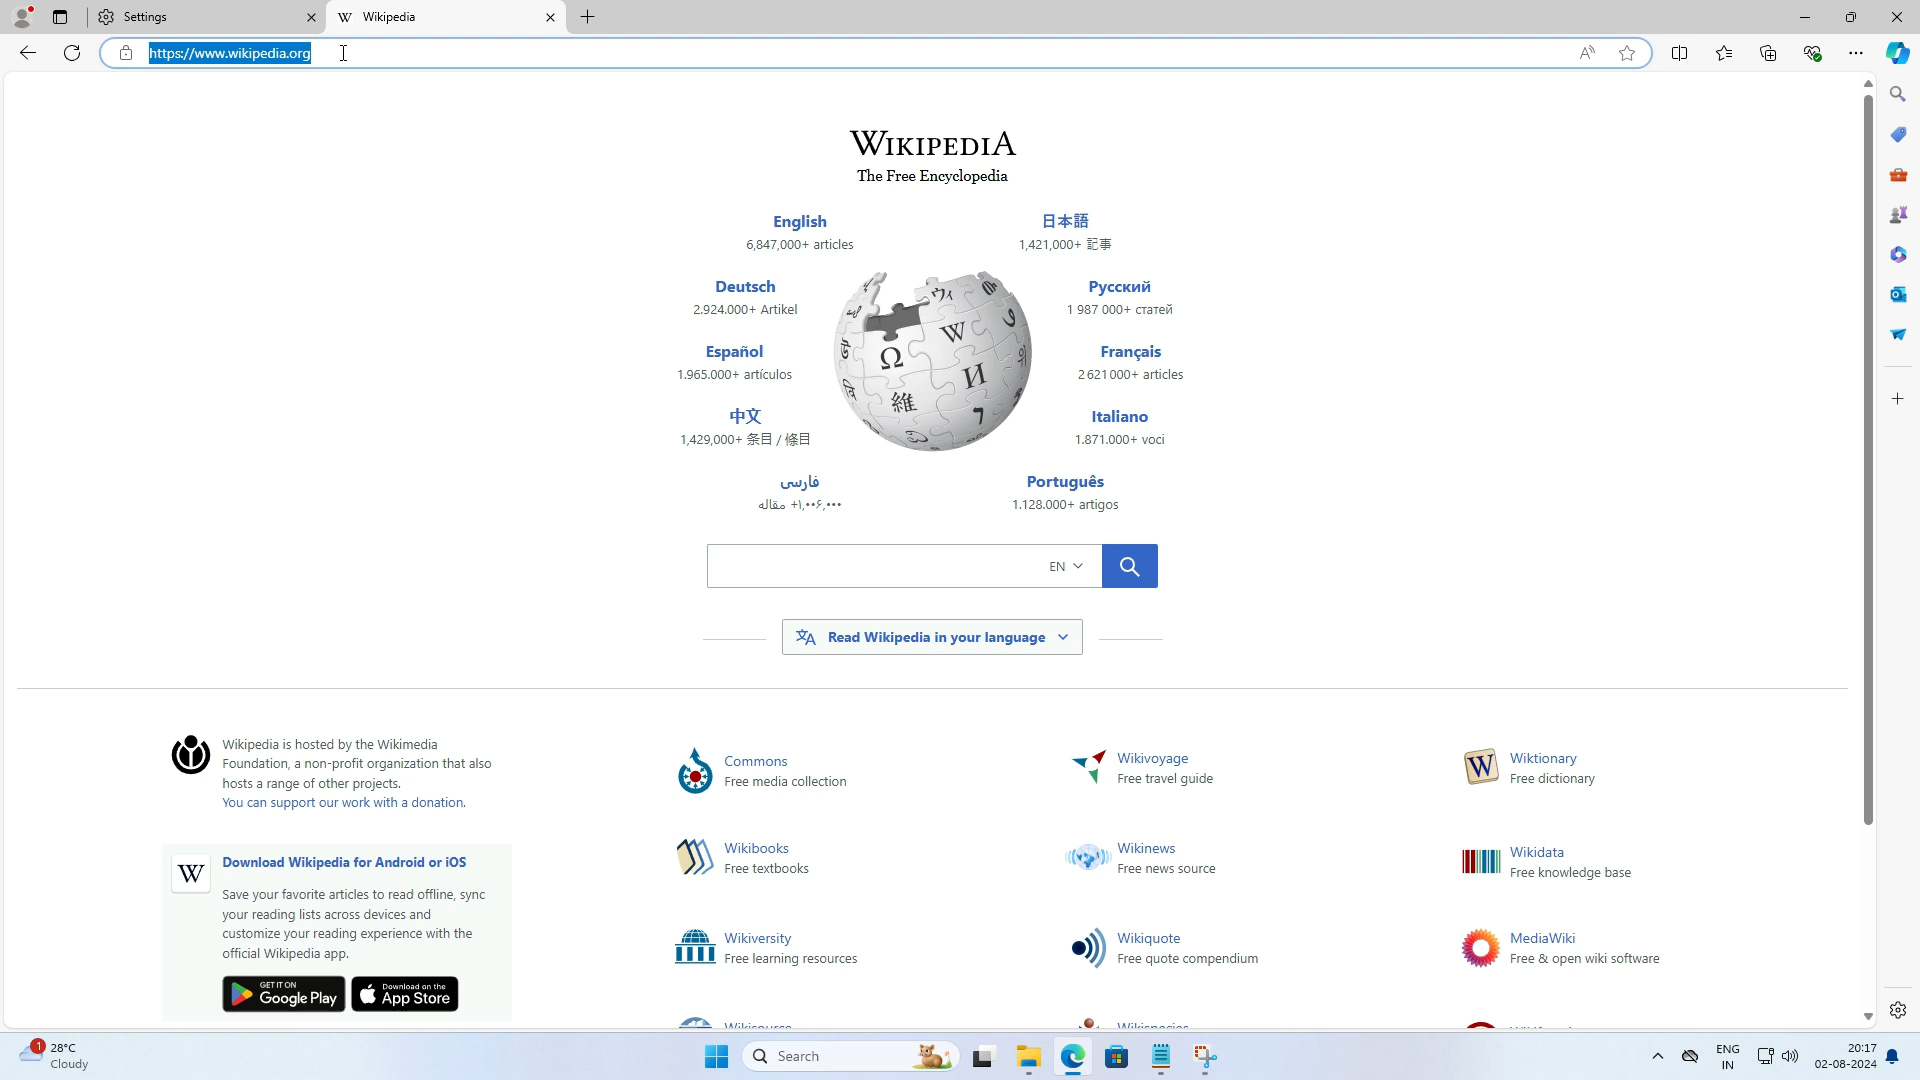 Settings
Wikipedia
https://www.wikipedia.org
WIKIPEDIA
The Free Encyclopedia
English
6,847,000+ articles
日本語
1,421,000+ 記事
Deutsch
2.924.000+ Artikel
Русский
1 987 000+ статей
Español
1.965.000+ artículos
Français
2 621 000+ articles
中文
1,429,000+ 条目 / 條目
Italiano
1.871.000+ voci
فارسی
۱٬۰۰۶٬۰۰۰+ مقاله
Português
1.128.000+ artigos
EN
Read Wikipedia in your language
Wikipedia is hosted by the Wikimedia
Foundation, a non-profit organization that also
hosts a range of other projects.
You can support our work with a donation.
Download Wikipedia for Android or iOS
Save your favorite articles to read offline, sync
your reading lists across devices and
customize your reading experience with the
official Wikipedia app.
GET IT ON
Google Play
Download on the
App Store
Commons
Free media collection
Wikivoyage
Free travel guide
Wiktionary
Free dictionary
Wikibooks
Free textbooks
Wikinews
Free news source
Wikidata
Free knowledge base
Wikiversity
Free learning resources
Wikiquote
Free quote compendium
MediaWiki
Free & open wiki software
1
28°C
Cloudy
Search
ENG
IN
20:17
02-08-2024